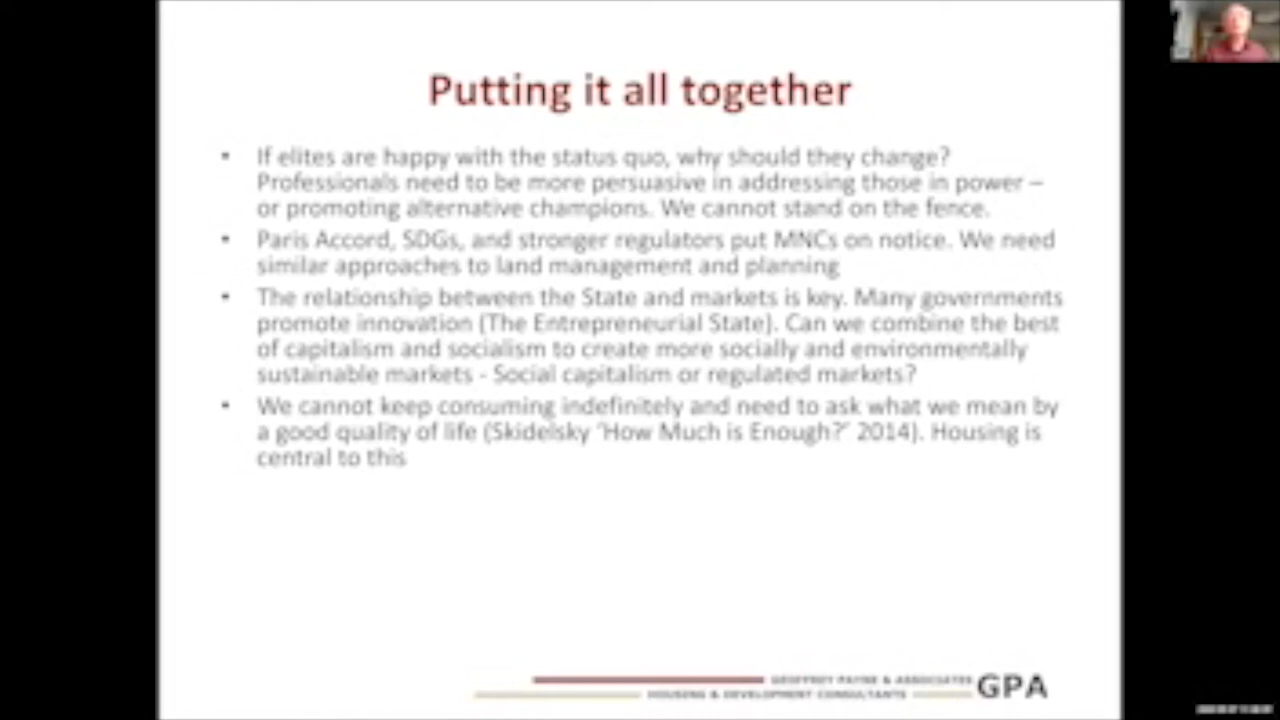 Putting it all together
• If elites are happy with the status quo, why should they change?
Professionals need to be more persuasive in addressing those in power –
or promoting alternative champions. We cannot stand on the fence.
• Paris Accord, SDGs, and stronger regulators put MNCs on notice. We need
similar approaches to land management and planning
• The relationship between the State and markets is key. Many governments
promote innovation (The Entrepreneurial State). Can we combine the best
of capitalism and socialism to create more socially and environmentally
sustainable markets - Social capitalism or regulated markets?
• We cannot keep consuming indefinitely and need to ask what we mean by
a good quality of life (Skidelsky 'How Much is Enough?' 2014). Housing is
central to this
GEOFFREY PAYNE & ASSOCIATES
HOUSING & DEVELOPMENT CONSULTANTS
GPA